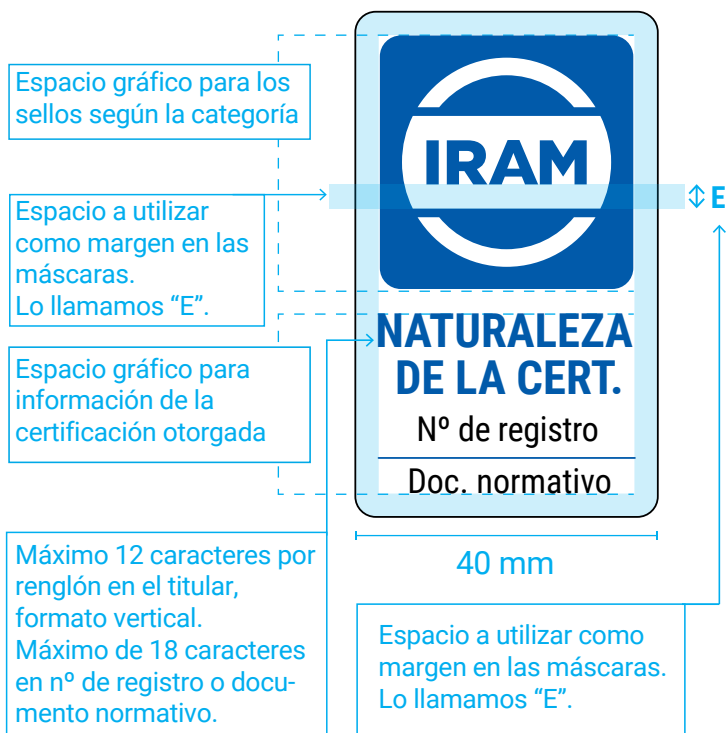 Espacio gráfico para los
sellos según la categoría
Espacio a utilizar
como margen en las
máscaras.
Lo llamamos “E”.
Espacio gráfico para
información de la
certificación otorgada
Máximo 12 caracteres por
renglón en el titular,
formato vertical.
Máximo de 18 caracteres
en nº de registro o docu-
mento normativo.
IRAM
E
NATURALEZA
DE LA CERT.
Nº de registro
Doc. normativo
40 mm
Espacio a utilizar como
margen en las máscaras.
Lo llamamos “E”.